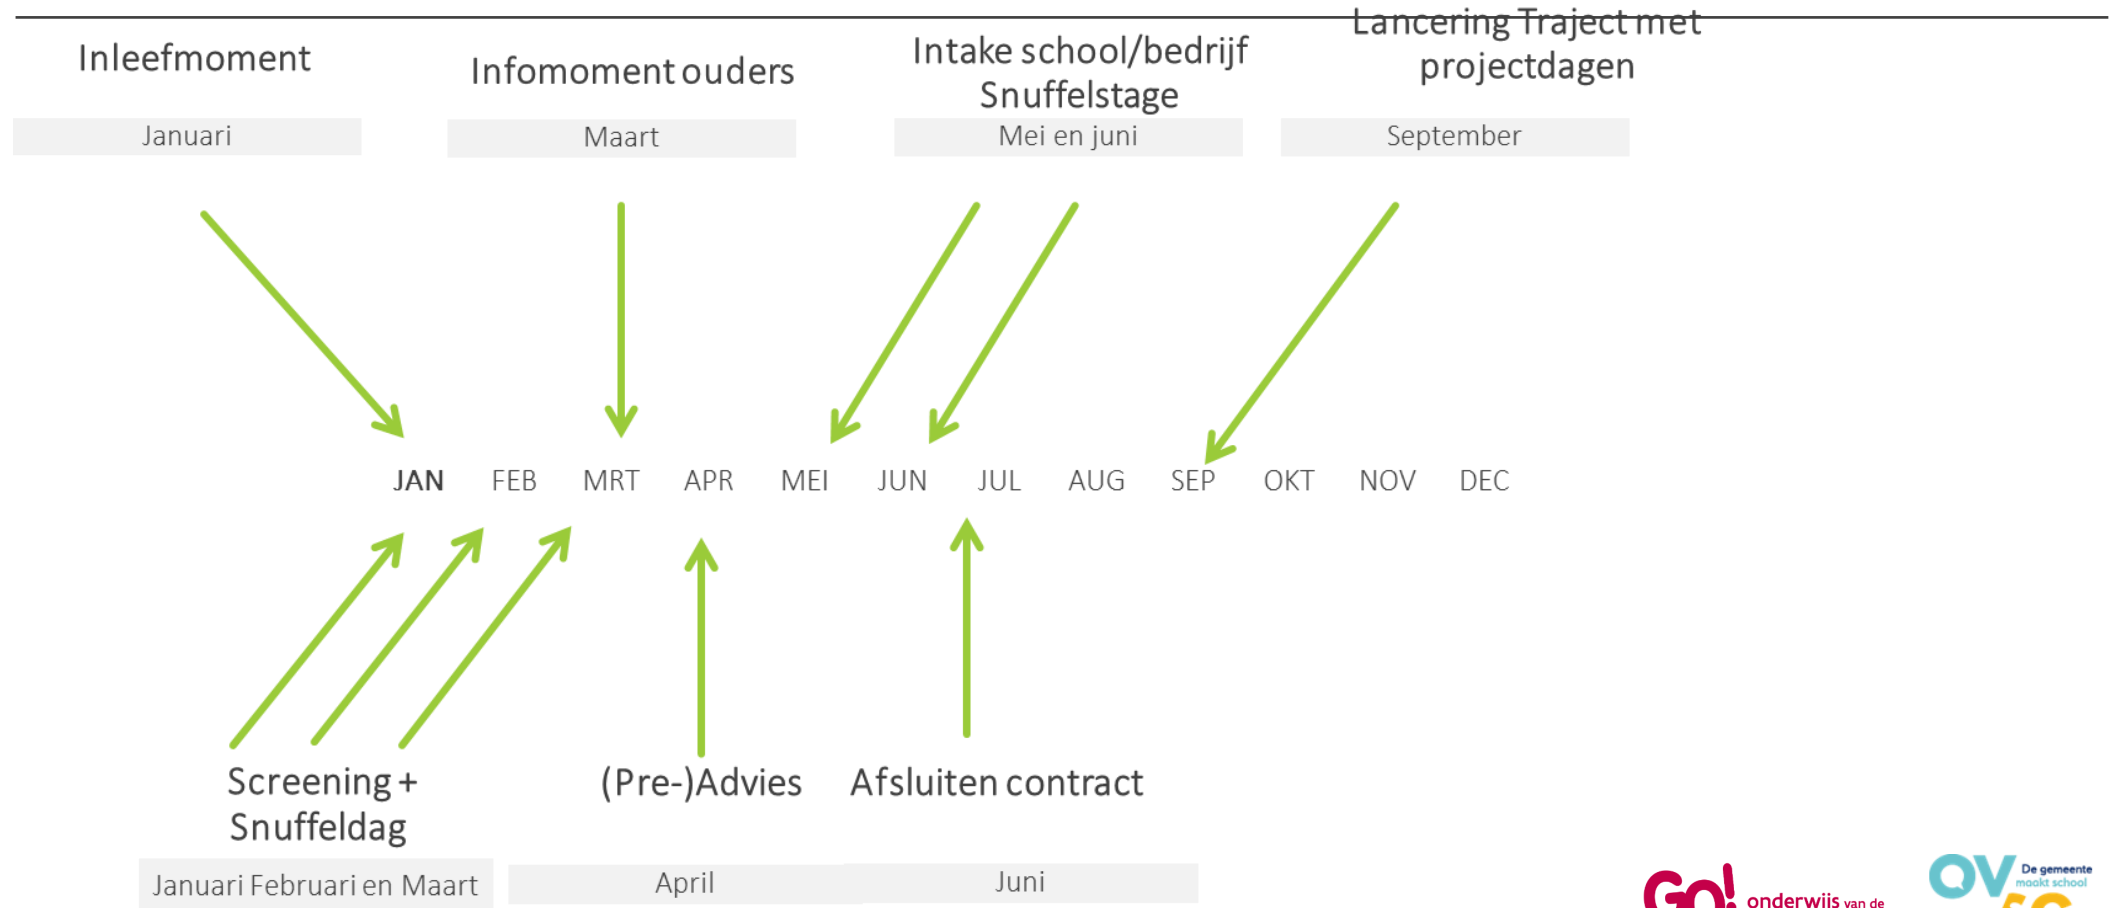 Inleefmoment
Januari
Infomoment ouders
Maart
Intake school/bedrijf
Snuffelstage
Mei en juni
Lancering Traject met
projectdagen
September
JAN FEB MRT APR MEI JUN JUL AUG SEP OKT NOV DEC
Screening +
Snuffeldag
Januari Februari en Maart
(Pre-)Advies
April
Afsluiten contract
Juni
GO! onderwijs van de
OV
De gemeente
maakt school